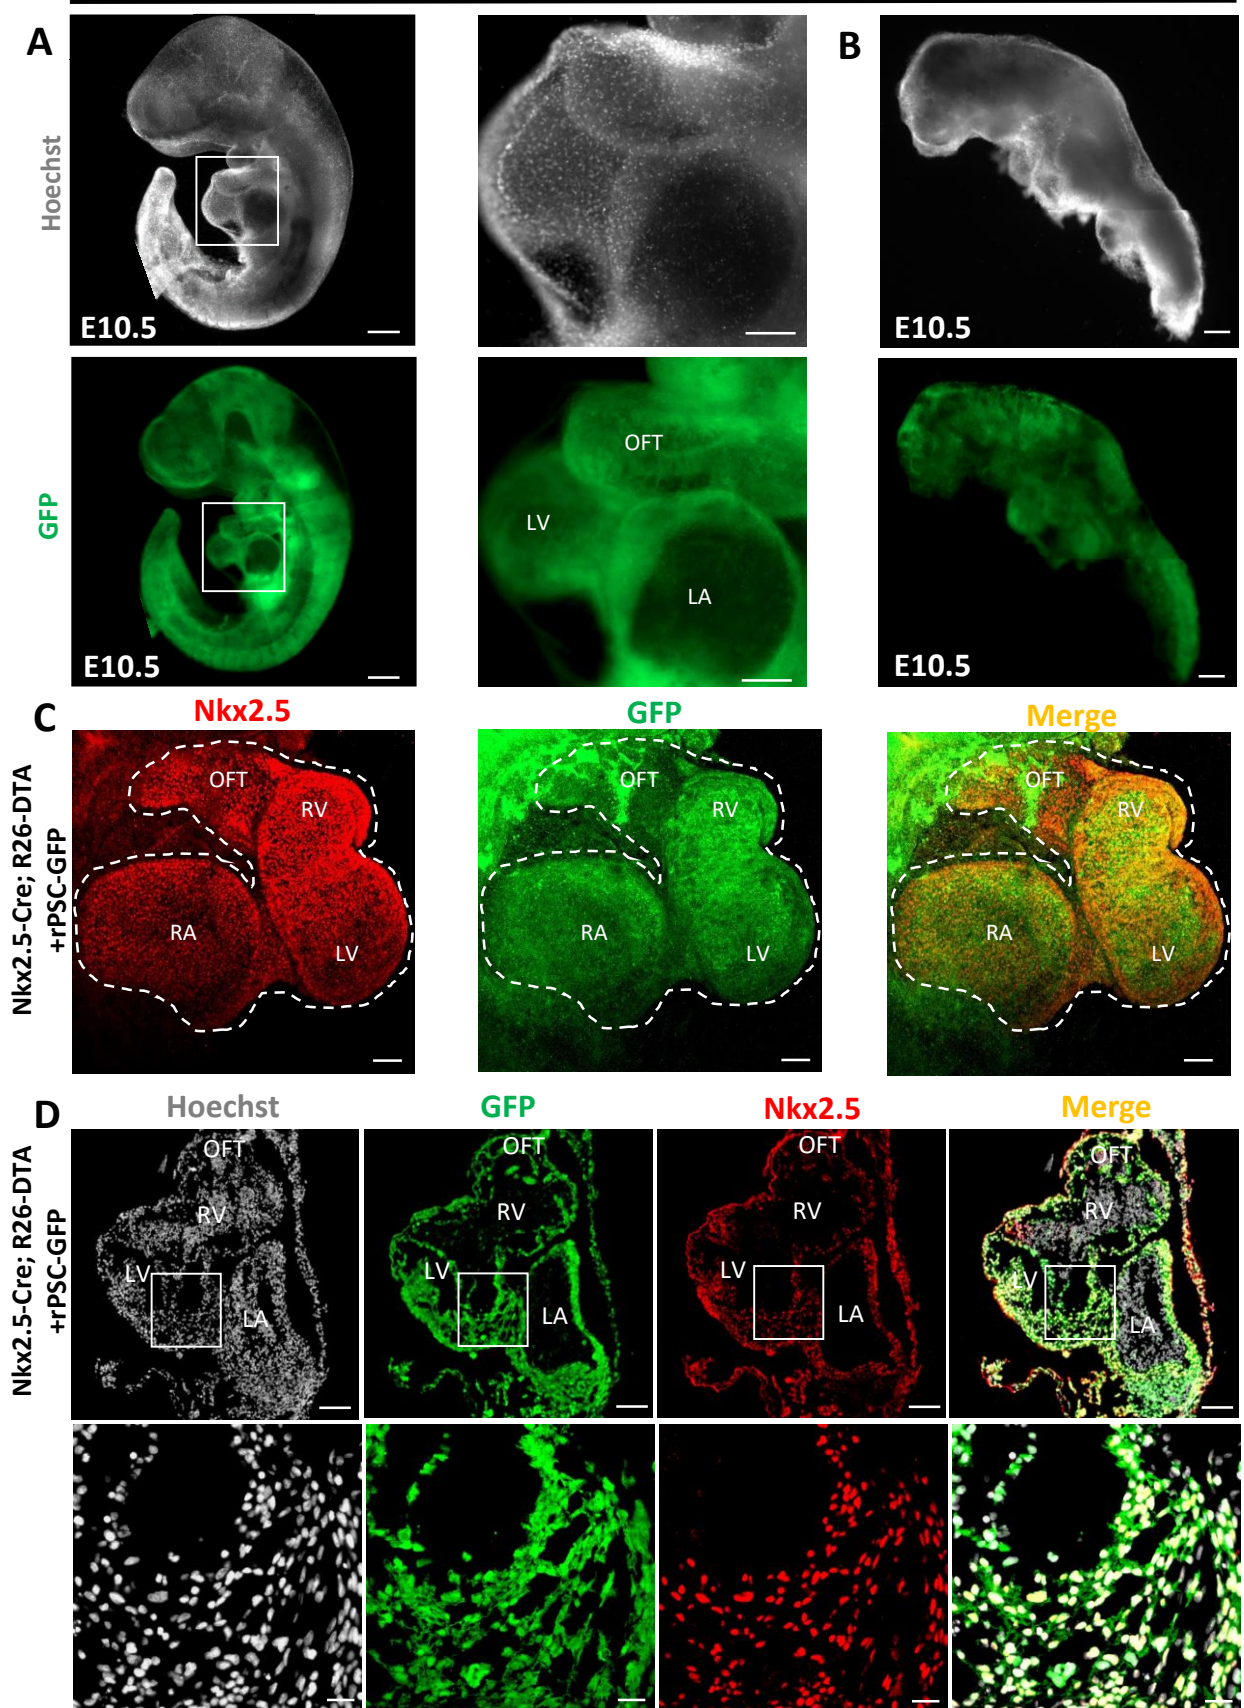 A
B
Hoechst
E10.5
E10.5
GFP
OFT
LV
LA
E10.5
E10.5
C
Nkx2.5
GFP
Merge
Nkx2.5-Cre; R26-DTA
+rPSC-GFP
OFT
RV
RA
LV
OFT
RV
RA
LV
OFT
RV
RA
LV
D
Hoechst
GFP
Nkx2.5
Merge
Nkx2.5-Cre; R26-DTA
+rPSC-GFP
OFT
RV
LV
LA
OFT
RV
LV
LA
OFT
RV
LV
LA
OFT
RV
LV
LA